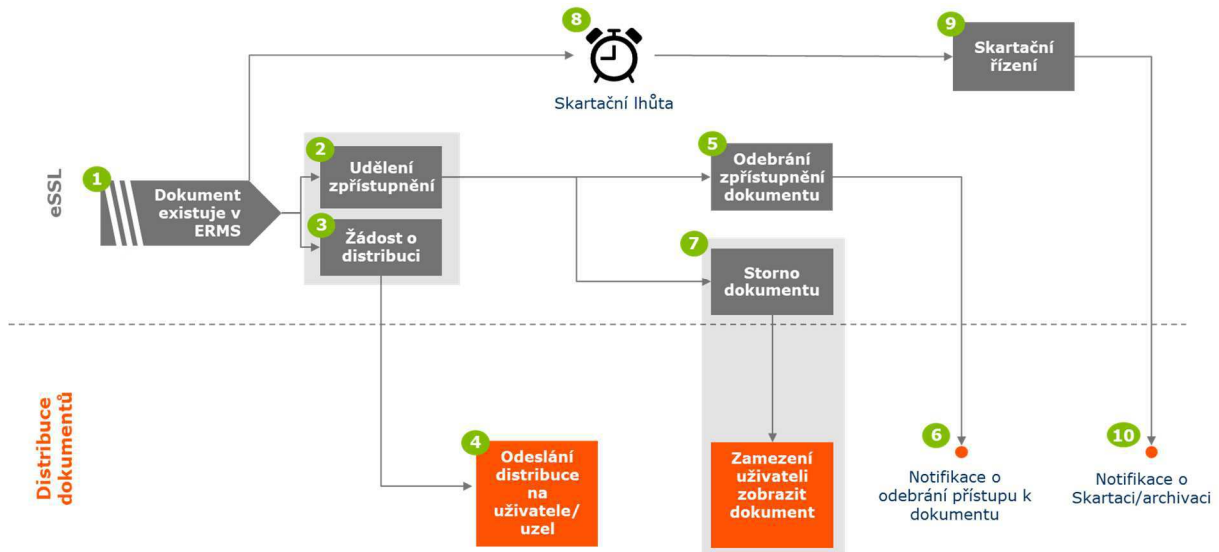 8
Skartační lhůta
9
Skartační
řízení
eSSL
1
Dokument
existuje v
ERMS
2
Udělení
zpřístupnění
3
Žádost o
distribuci
5
Odebrání
zpřístupnění
dokumentu
7
Storno
dokumentu
Distribuce
dokumentů
4
Odeslání
distribuce
na
uživatele/
uzel
Zamezení
uživateli
zobrazit
dokument
6
Notifikace o
odebrání přístupu k
dokumentu
10
Notifikace o
Skartaci/archivaci